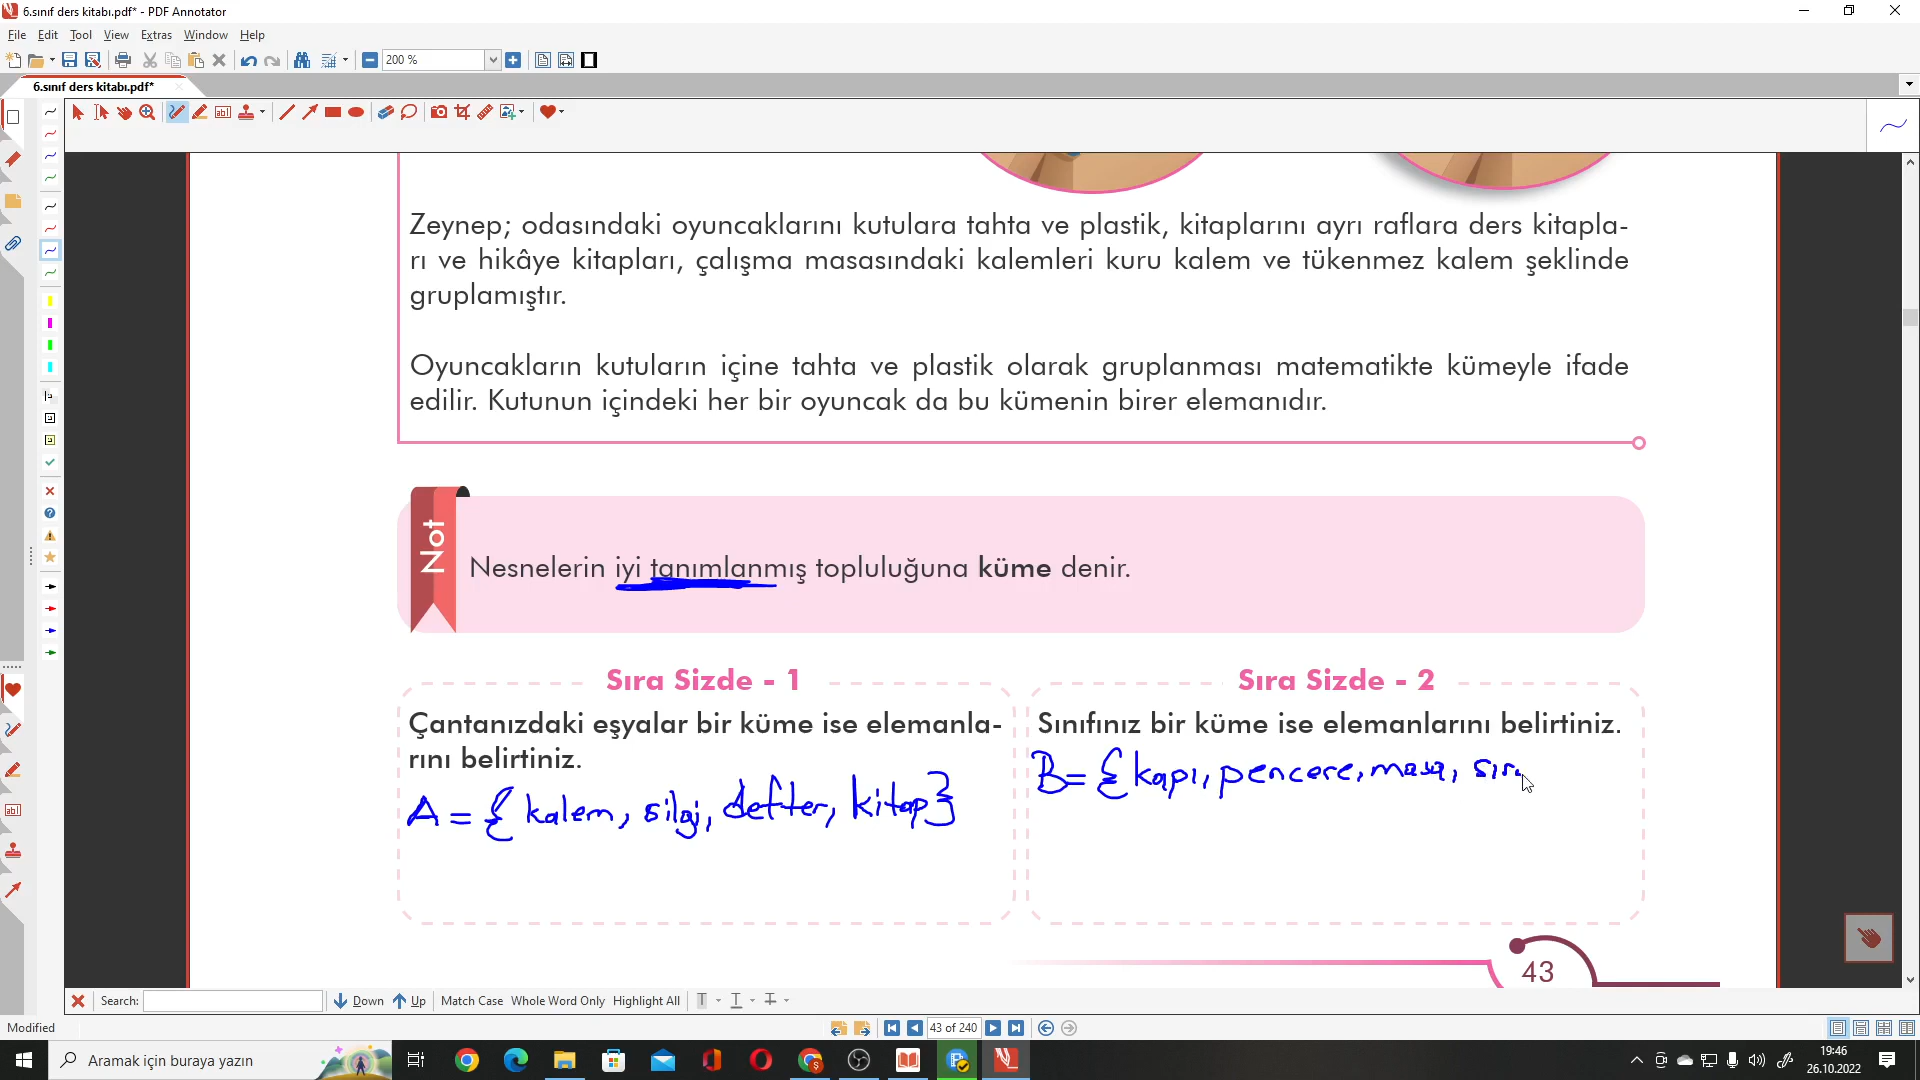 6.sınıf ders kitabı.pdf* - PDF Annotator
File Edit Tool View Extras Window Help
200 %
6.sınıf ders kitabı.pdf*
Zeynep; odasındaki oyuncaklarını kutulara tahta ve plastik, kitaplarını ayrı raflara ders kitapla-
rı ve hikâye kitapları, çalışma masasındaki kalemleri kuru kalem ve tükenmez kalem şeklinde
gruplamıştır.
Oyuncakların kutuların içine tahta ve plastik olarak gruplanması matematikte kümeyle ifade
edilir. Kutunun içindeki her bir oyuncak da bu kümenin birer elemanıdır.
Not
Nesnelerin iyi tanımlanmış topluluğuna küme denir.
Sıra Sizde - 1
Çantanızdaki eşyalar bir küme ise elemanla-
rını belirtiniz.
A = { kalem, silgi, defter, kitap}
Sıra Sizde - 2
Sınıfınız bir küme ise elemanlarını belirtiniz.
B= { kapı, pencere, masa, sır
43
Search: Down Up Match Case Whole Word Only Highlight All
Modified
43 of 240
Aramak için buraya yazın
19:46
26.10.2022